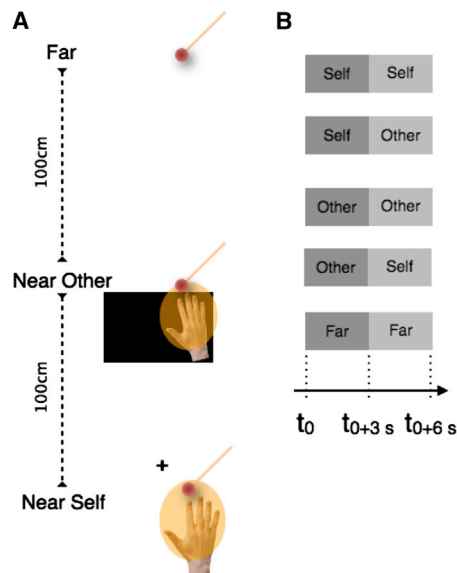 A
Far
100cm
Near Other
100cm
+
Near Self
B
Self Self
Self Other
Other Other
Other Self
Far Far
t0 t0+3 s t0+6 s